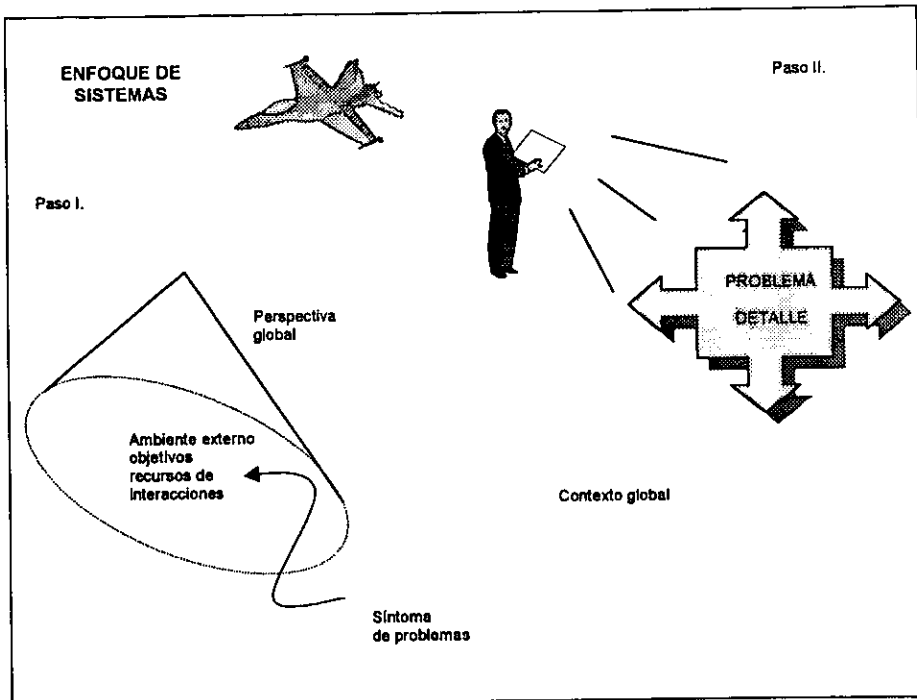 ENFOQUE DE
SISTEMAS
Paso II.
Paso I.
PROBLEMA
DETALLE
Perspectiva
global
Ambiente externo
objetivos
recursos de
interacciones
Contexto global
Síntoma
de problemas